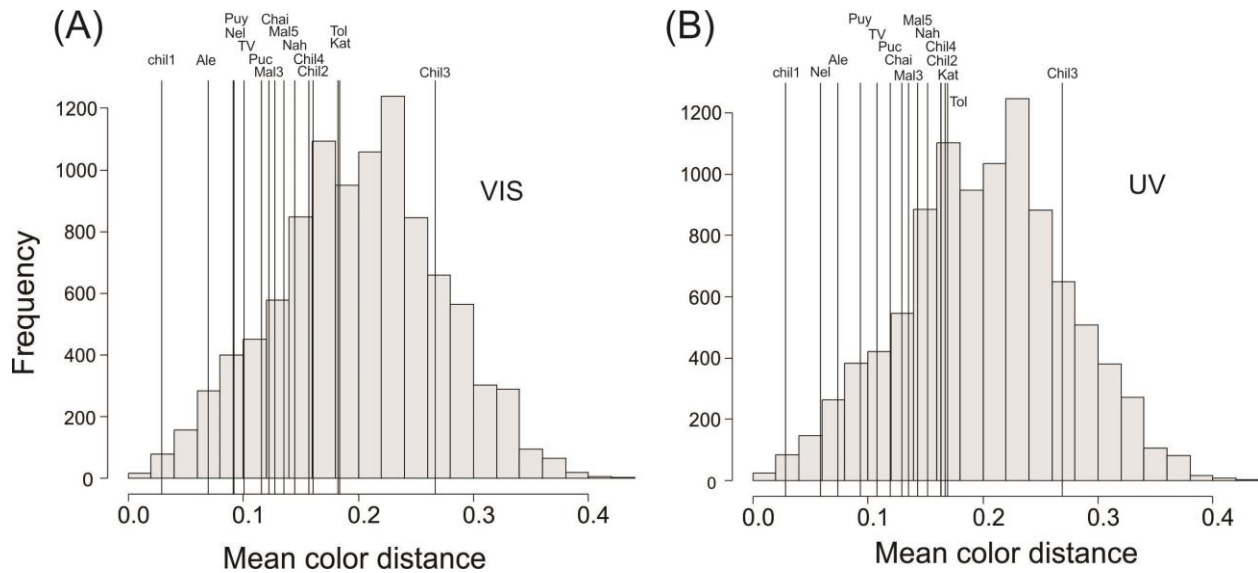 (A)
Puy Chai
Nel Mal5 Tol
TV Nah Kat
chil1 Ale Puc Chil4 Chil3
Mal3 Chil2
1200
1000
800
600
400
200
0
Frequency
VIS
0.0 0.1 0.2 0.3 0.4
Mean color distance
(B)
Mal5
Puy Nah
TV Chil4
Puc Chil2
Ale Chai
chil1 Nel Mal3 Kat Chil3
Tol
1200
1000
800
600
400
200
0
UV
0.0 0.1 0.2 0.3 0.4
Mean color distance